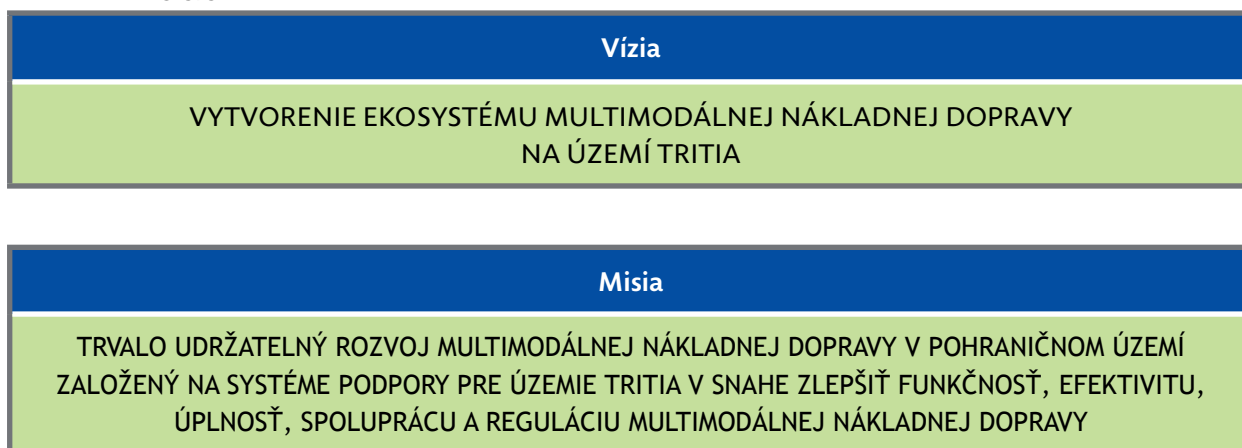 Vízia
VYTVORENIE EKOSYSTÉMU MULTIMODÁLNEJ NÁKLADNEJ DOPRAVY
NA ÚZEMÍ TRITIA
Misia
TRVALO UDRŽATELNÝ ROZVOJ MULTIMODÁLNEJ NÁKLADNEJ DOPRAVY V POHRANIČNOM ÚZEMÍ
ZALOŽENÝ NA SYSTÉME PODPORY PRE ÚZEMIE TRITIA V SNAHE ZLEPŠIŤ FUNKČNOSŤ, EFEKTIVITU,
ÚPLNOSŤ, SPOLUPRÁCU A REGULÁCIU MULTIMODÁLNEJ NÁKLADNEJ DOPRAVY